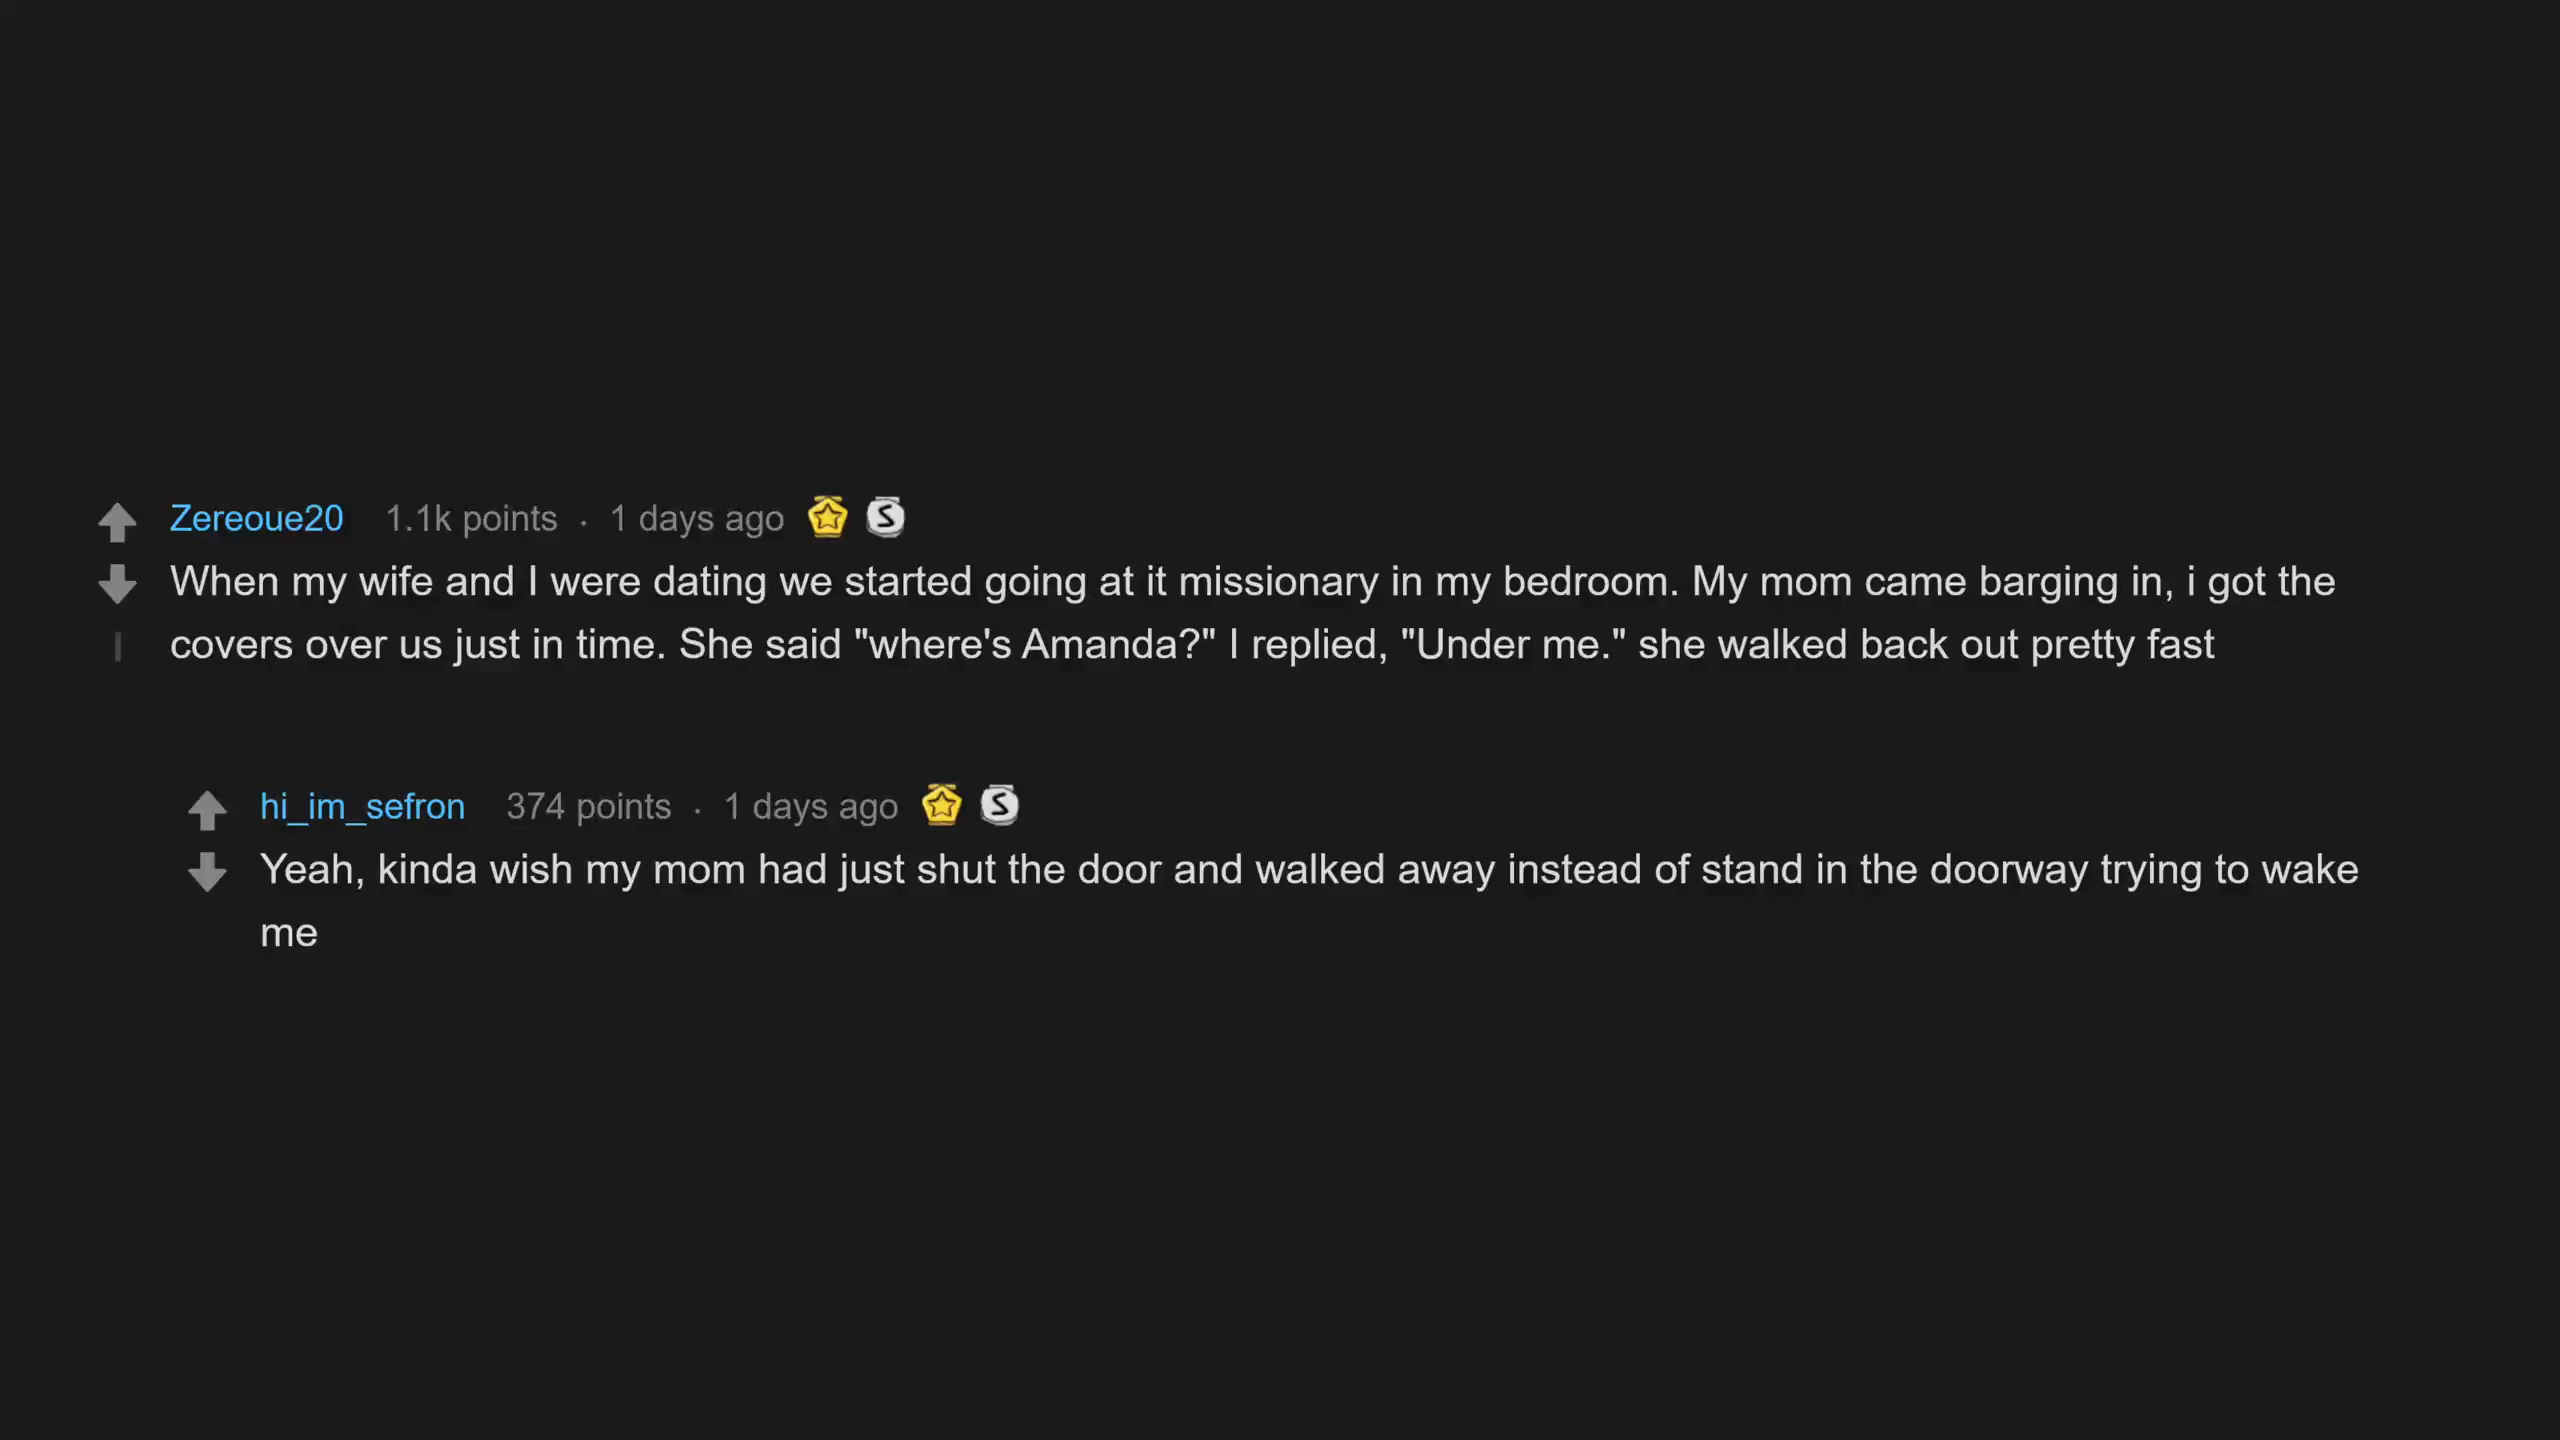 Zereoue20 1.1k points · 1 days ago
When my wife and I were dating we started going at it missionary in my bedroom. My mom came barging in, i got the
covers over us just in time. She said "where's Amanda?" I replied, "Under me." she walked back out pretty fast
hi_im_sefron 374 points · 1 days ago
Yeah, kinda wish my mom had just shut the door and walked away instead of stand in the doorway trying to wake
me